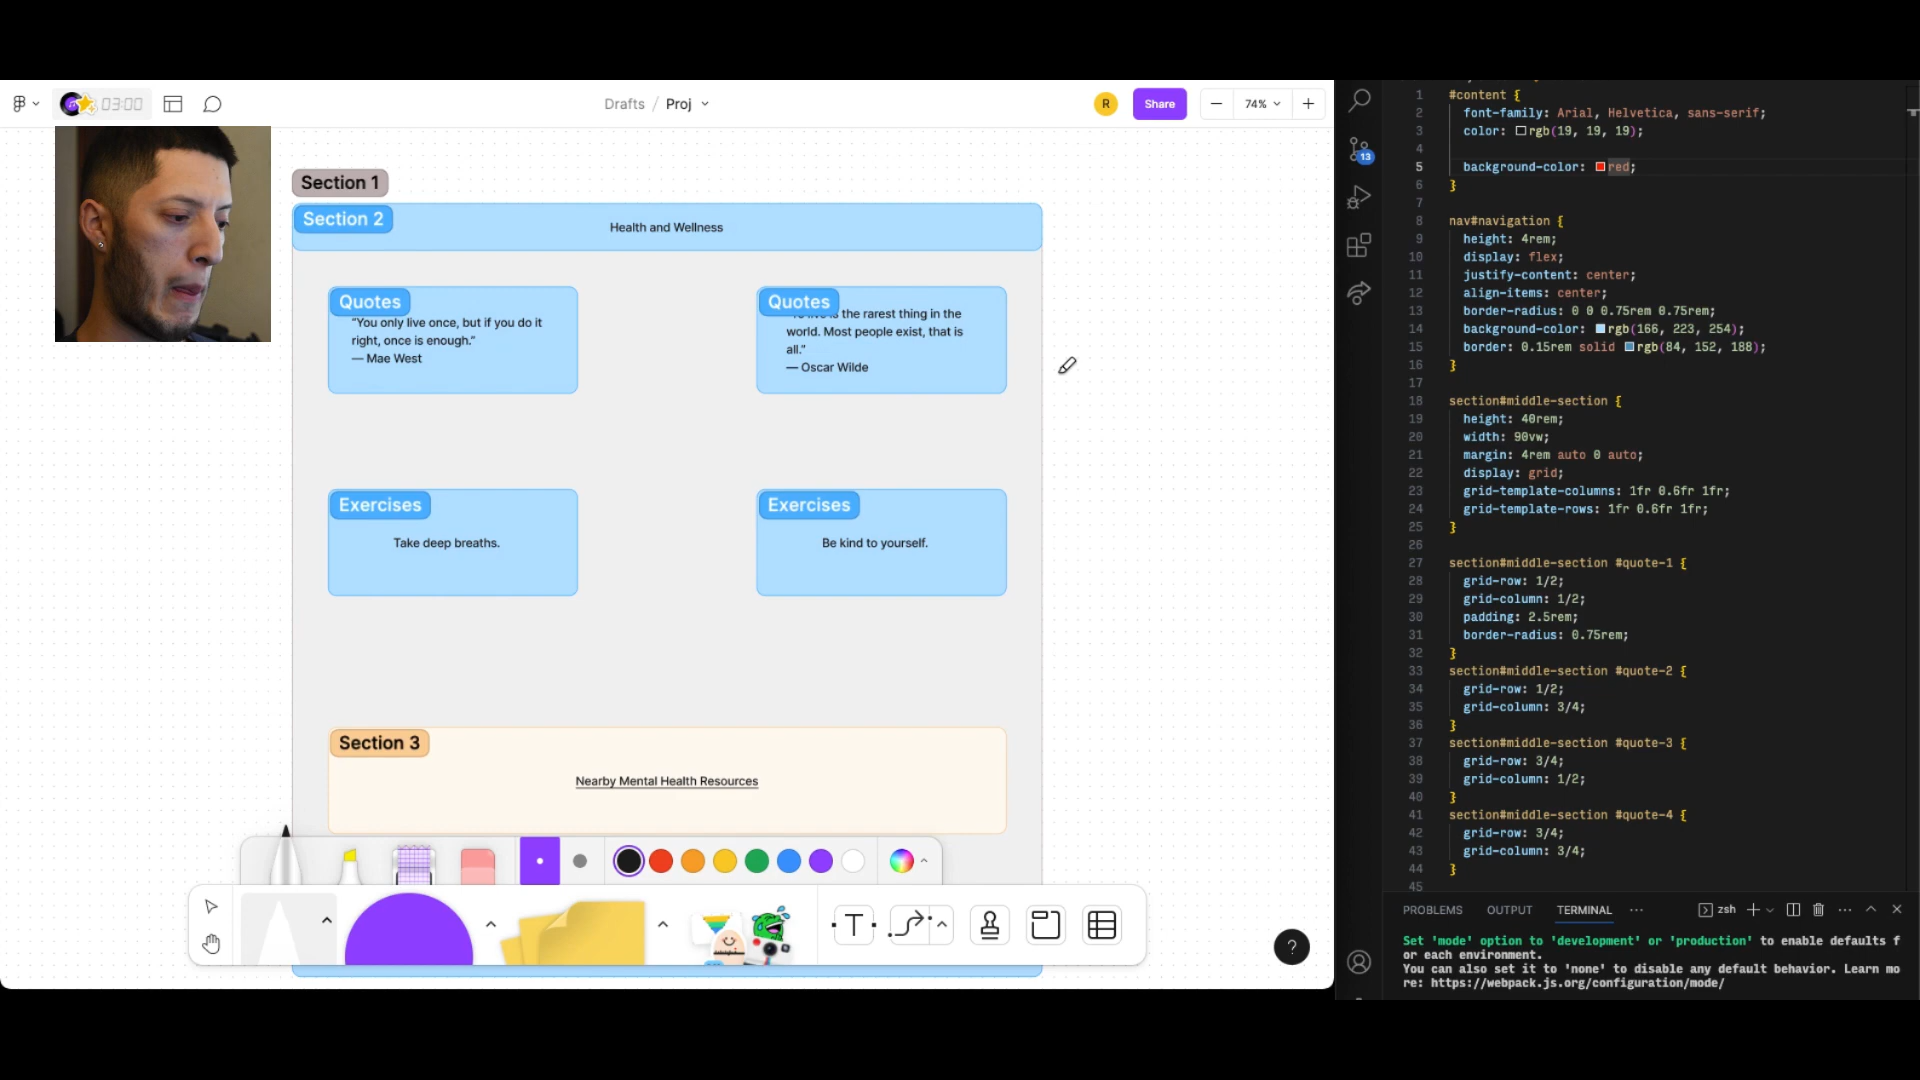 03:00
Drafts / Proj
R
Share
74%
Section 1
Section 2
Health and Wellness
Quotes
"You only live once, but if you do it
right, once is enough."
— Mae West
Quotes
is the rarest thing in the
world. Most people exist, that is
all."
— Oscar Wilde
Exercises
Take deep breaths.
Exercises
Be kind to yourself.
Section 3
Nearby Mental Health Resources
T
?
13
1 #content {
2 font-family: Arial, Helvetica, sans-serif;
3 color: rgb(19, 19, 19);
4
5 background-color: red;
6 }
7
8 nav#navigation {
9 height: 4rem;
10 display: flex;
11 justify-content: center;
12 align-items: center;
13 border-radius: 0 0 0.75rem 0.75rem;
14 background-color: rgb(166, 223, 254);
15 border: 0.15rem solid rgb(84, 152, 188);
16 }
17
18 section#middle-section {
19 height: 40rem;
20 width: 90vw;
21 margin: 4rem auto 0 auto;
22 display: grid;
23 grid-template-columns: 1fr 0.6fr 1fr;
24 grid-template-rows: 1fr 0.6fr 1fr;
25 }
26
27 section#middle-section #quote-1 {
28 grid-row: 1/2;
29 grid-column: 1/2;
30 padding: 2.5rem;
31 border-radius: 0.75rem;
32 }
33 section#middle-section #quote-2 {
34 grid-row: 1/2;
35 grid-column: 3/4;
36 }
37 section#middle-section #quote-3 {
38 grid-row: 3/4;
39 grid-column: 1/2;
40 }
41 section#middle-section #quote-4 {
42 grid-row: 3/4;
43 grid-column: 3/4;
44 }
45
PROBLEMS OUTPUT TERMINAL ··· zsh
Set 'mode' option to 'development' or 'production' to enable defaults f
or each environment.
You can also set it to 'none' to disable any default behavior. Learn mo
re: https://webpack.js.org/configuration/mode/